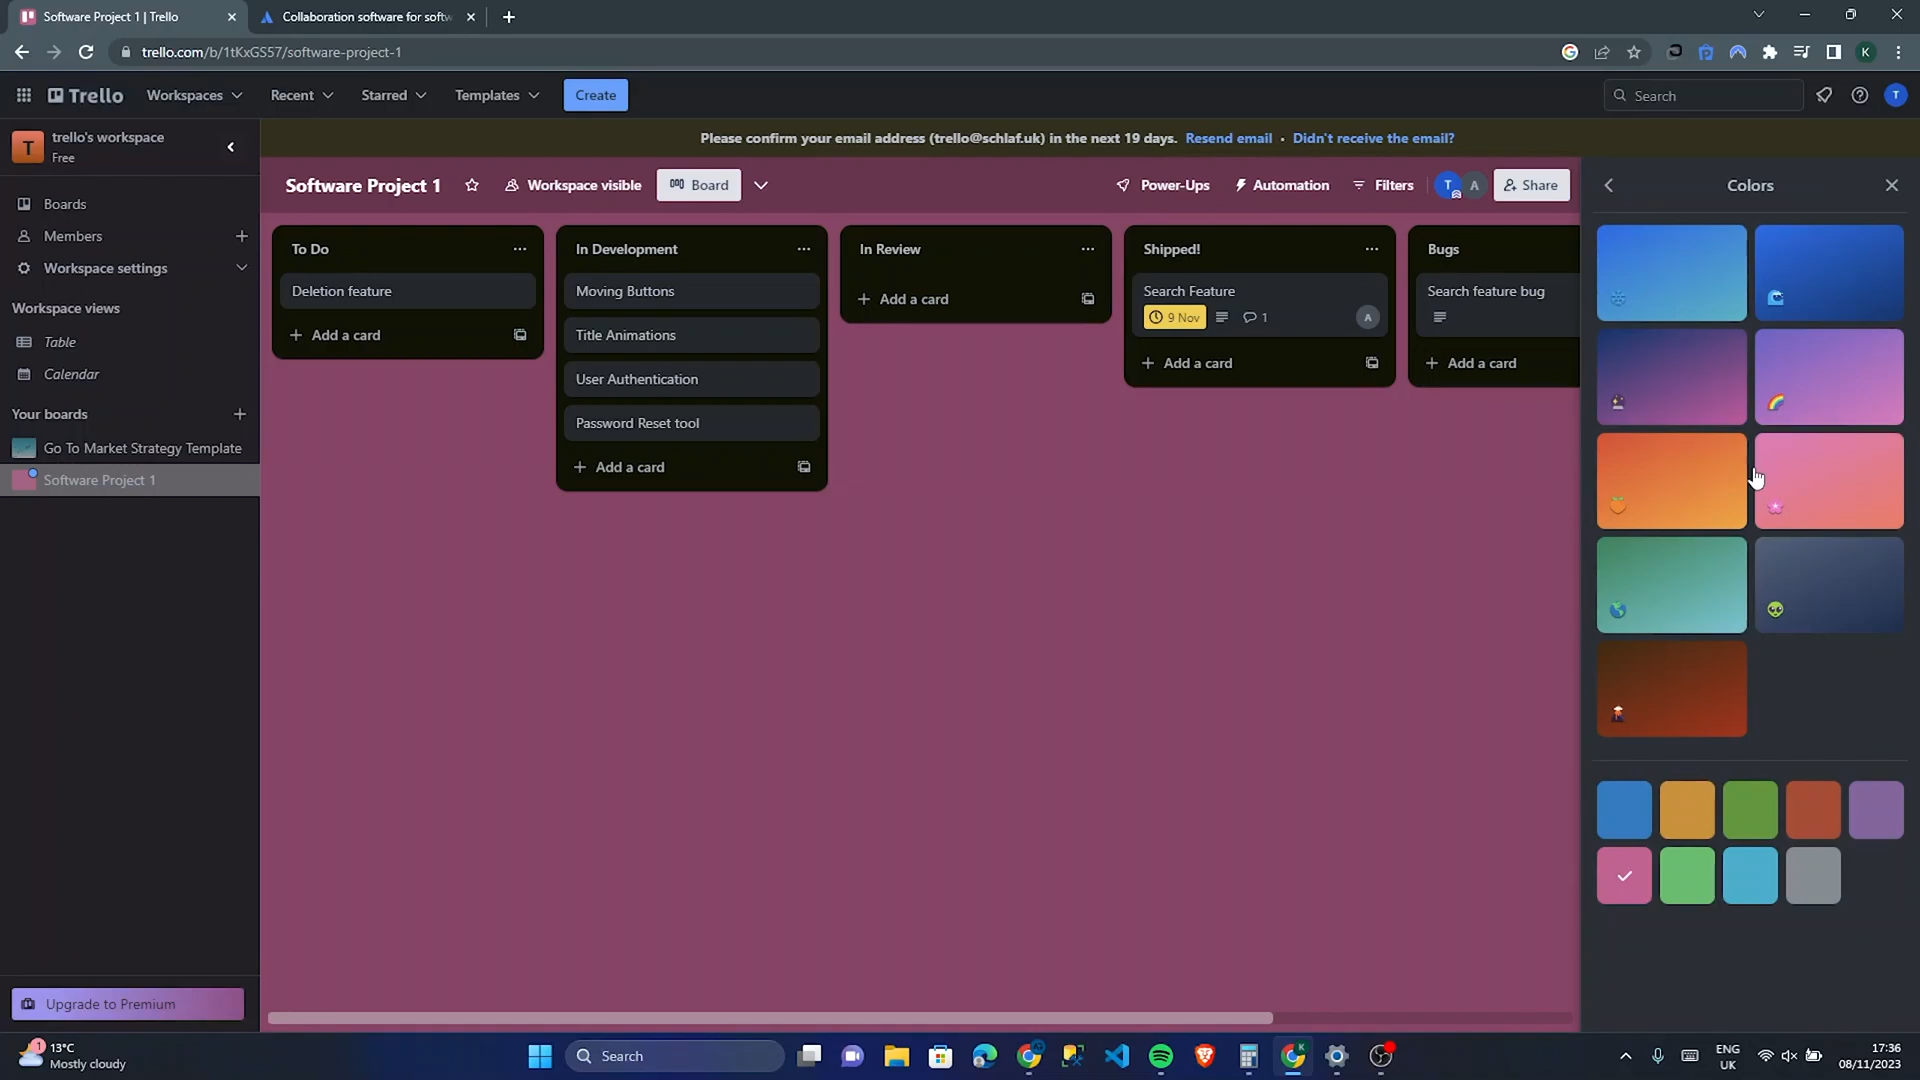 Software Project 1 | Trello
Collaboration software for softw
trello.com/b/1tKxGS57/software-project-1
K
Trello
Workspaces
Recent
Starred
Templates
Create
Search
T
T
trello's workspace
Free
Please confirm your email address (trello@schlaf.uk) in the next 19 days. Resend email • Didn't receive the email?
Boards
Members
Workspace settings
Workspace views
Table
Calendar
Your boards
Go To Market Strategy Template
Software Project 1
Upgrade to Premium
Software Project 1
Workspace visible
Board
Power-Ups
Automation
Filters
T
A
Share
To Do
Deletion feature
Add a card
In Development
Moving Buttons
Title Animations
User Authentication
Password Reset tool
Add a card
In Review
Add a card
Shipped!
Search Feature
9 Nov
1
A
Add a card
Bugs
Search feature bug
Add a card
Colors
1
13°C
Mostly cloudy
Search
K
ENG
UK
17:36
08/11/2023